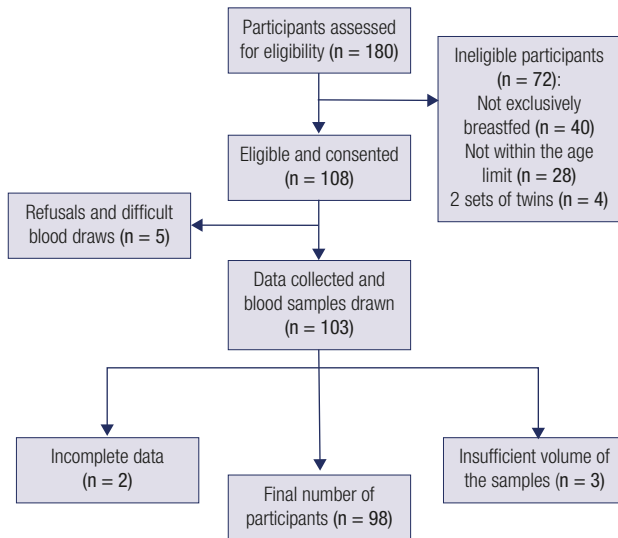 Participants assessed
for eligibility (n = 180)
Ineligible participants
(n = 72):
Not exclusively
breastfed (n = 40)
Not within the age
limit (n = 28)
2 sets of twins (n = 4)
Eligible and consented
(n = 108)
Refusals and difficult
blood draws (n = 5)
Data collected and
blood samples drawn
(n = 103)
Incomplete data
(n = 2)
Final number of
participants (n = 98)
Insufficient volume of
the samples (n = 3)